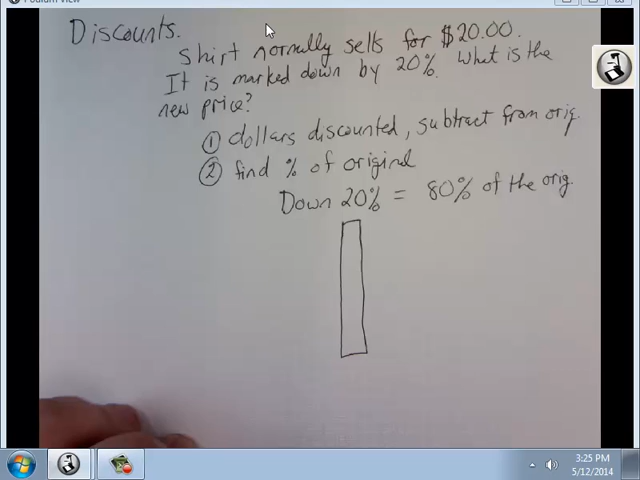 Podium View
Discounts.
Shirt normally sells for $20.00.
It is marked down by 20%. What is the
new price?
① dollars discounted, subtract from orig.
② find % of original
Down 20% = 80% of the orig.
3:25 PM
5/12/2014